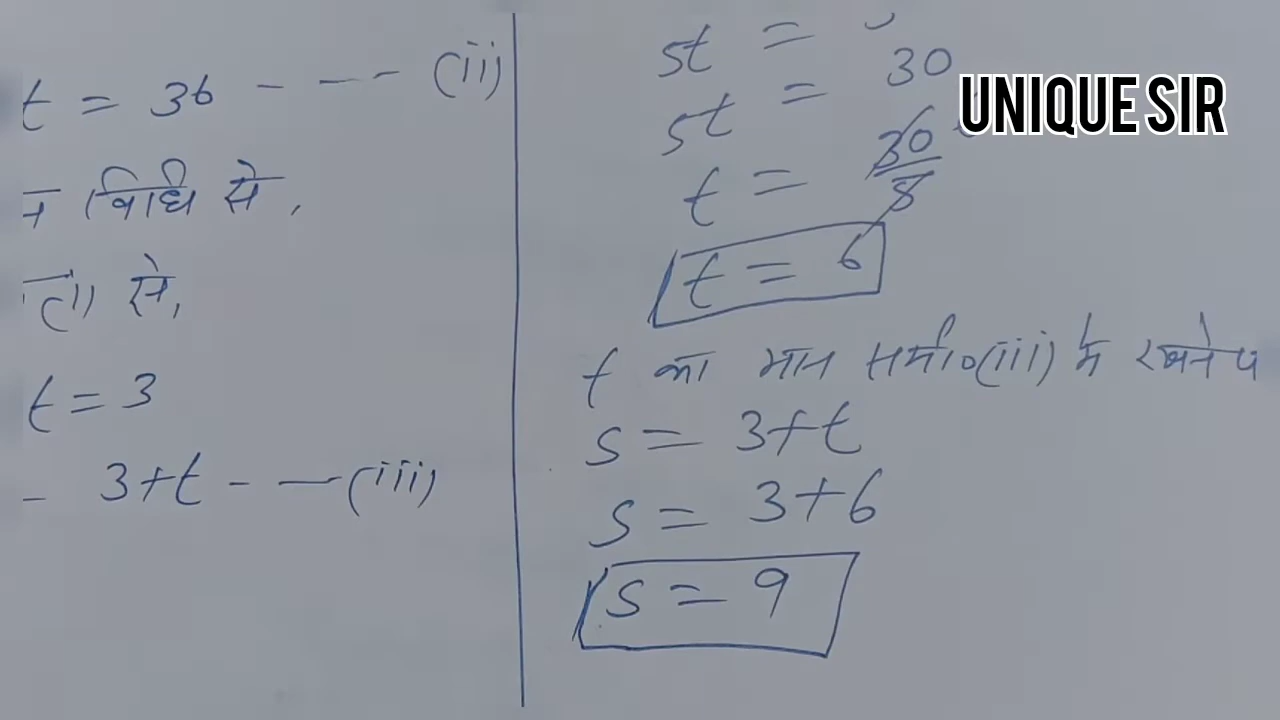 t = 36 - - - - (ii)
न विधि से,
(i) से,
t = 3
- 3+t - - (iii)
5t =
5t = 30
t = 30/5
t = 6
t का मान समी०(iii) में रखने प
s = 3+t
s = 3+6
s = 9
UNIQUE SIR